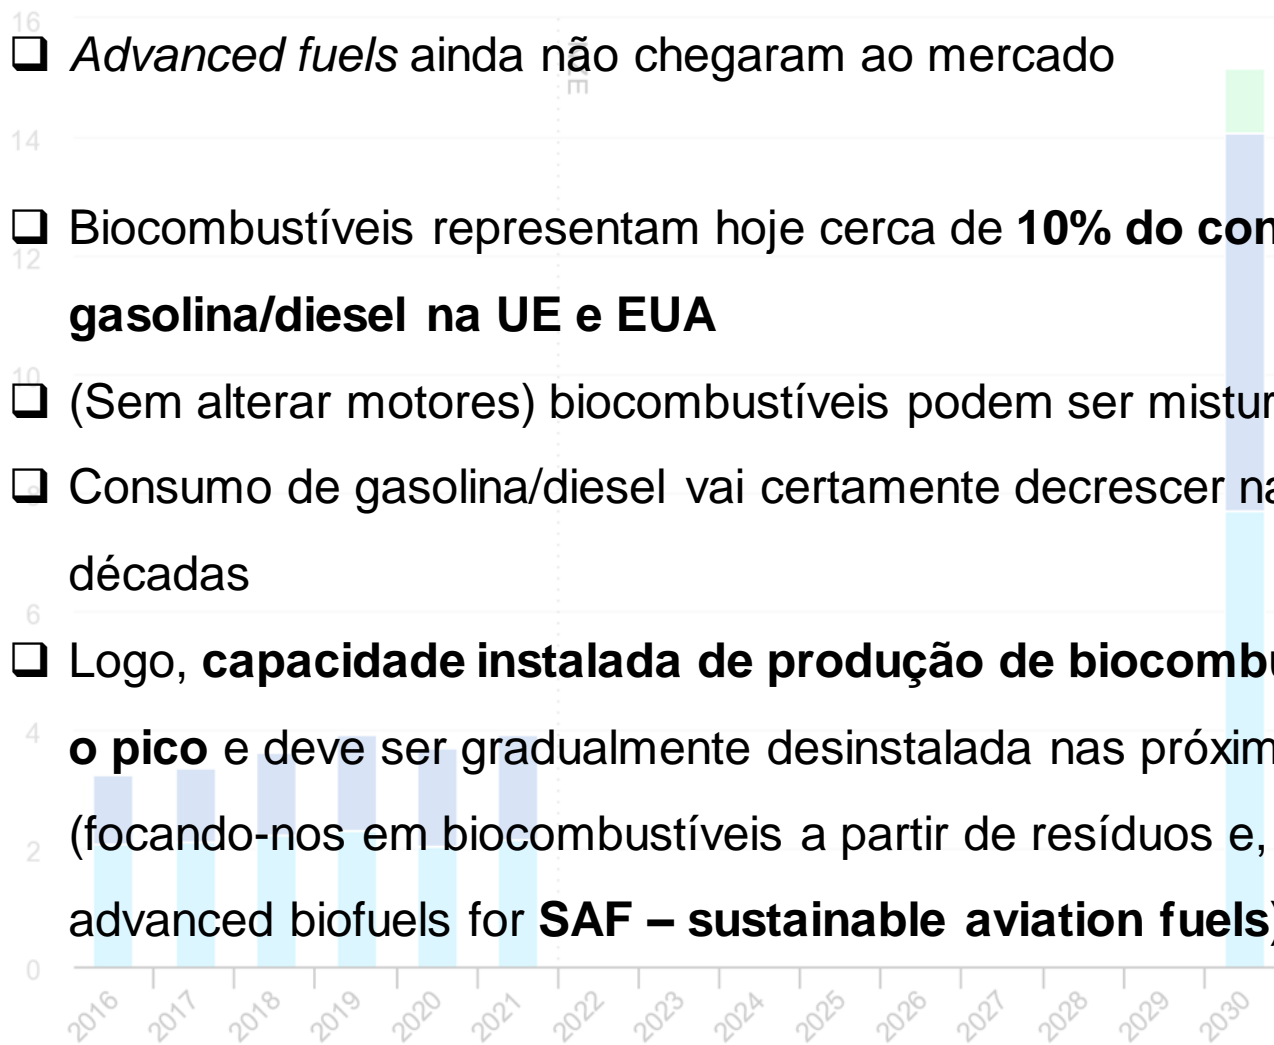 16
❑ Advanced fuels ainda não chegaram ao mercado
14
❑ Biocombustíveis representam hoje cerca de 10% do con
12
gasolina/diesel na UE e EUA
10
❑ (Sem alterar motores) biocombustíveis podem ser mistur
8
❑ Consumo de gasolina/diesel vai certamente decrescer na
décadas
6
❑ Logo, capacidade instalada de produção de biocombu
4
o pico e deve ser gradualmente desinstalada nas próxim
2
(focando-nos em biocombustíveis a partir de resíduos e,
advanced biofuels for SAF – sustainable aviation fuels)
0
2016 2017 2018 2019 2020 2021 2022 2023 2024 2025 2026 2027 2028 2029 2030